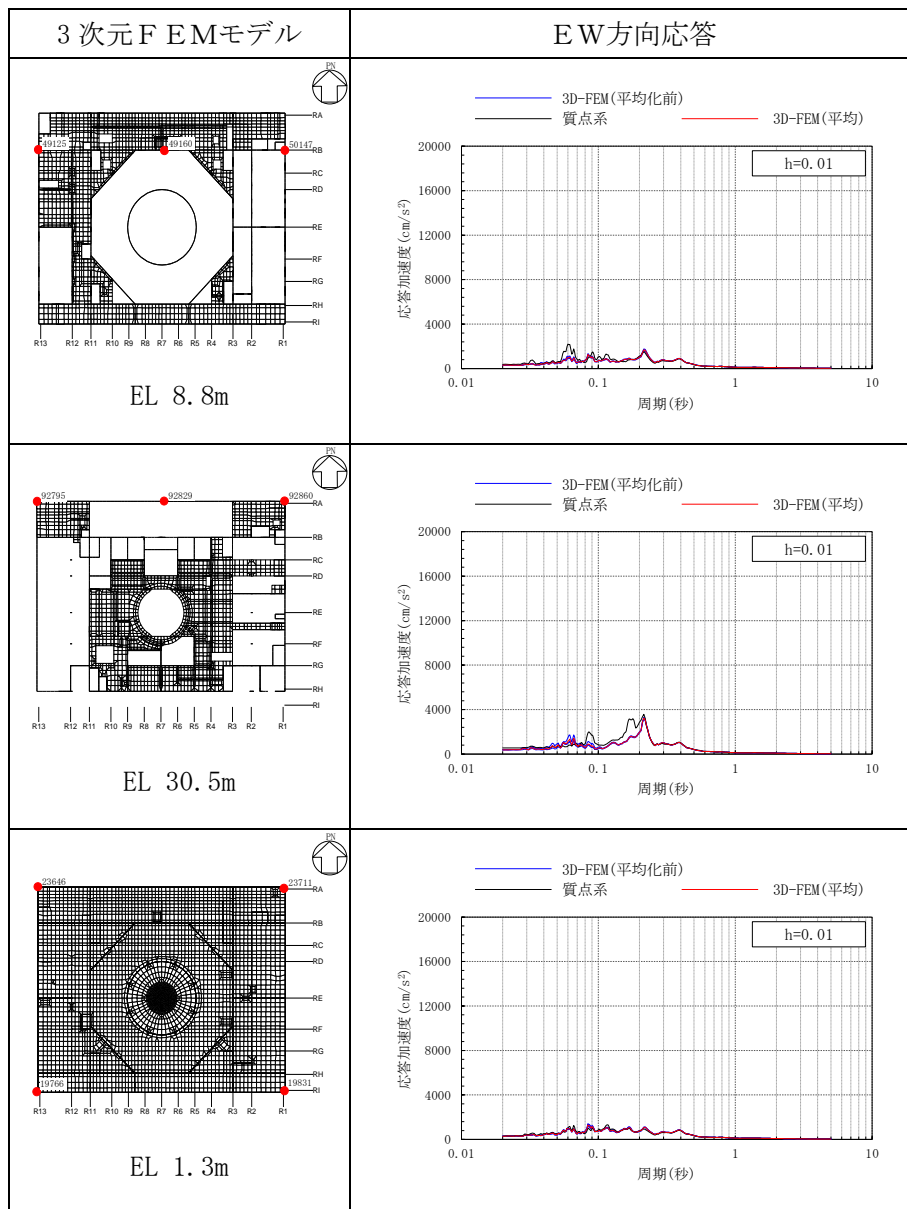 3次元FEMモデル
EW方向応答
PN
49125
49160
50147
RA
RB
RC
RD
RE
RF
RG
RH
RI
R13 R12 R11 R10 R9 R8 R7 R6 R5 R4 R3 R2 R1
EL 8.8m
3D-FEM(平均化前)
質点系 3D-FEM(平均)
h=0.01
20000
16000
12000
8000
4000
0
応答加速度(cm/s²)
0.01 0.1 1 10
周期(秒)
PN
92795
92829
92860
RA
RB
RC
RD
RE
RF
RG
RH
RI
R13 R12 R11 R10 R9 R8 R7 R6 R5 R4 R3 R2 R1
EL 30.5m
3D-FEM(平均化前)
質点系 3D-FEM(平均)
h=0.01
20000
16000
12000
8000
4000
0
応答加速度(cm/s²)
0.01 0.1 1 10
周期(秒)
PN
23646
23711
RA
RB
RC
RD
RE
RF
RG
RH
RI
19766
19831
R13 R12 R11 R10 R9 R8 R7 R6 R5 R4 R3 R2 R1
EL 1.3m
3D-FEM(平均化前)
質点系 3D-FEM(平均)
h=0.01
20000
16000
12000
8000
4000
0
応答加速度(cm/s²)
0.01 0.1 1 10
周期(秒)